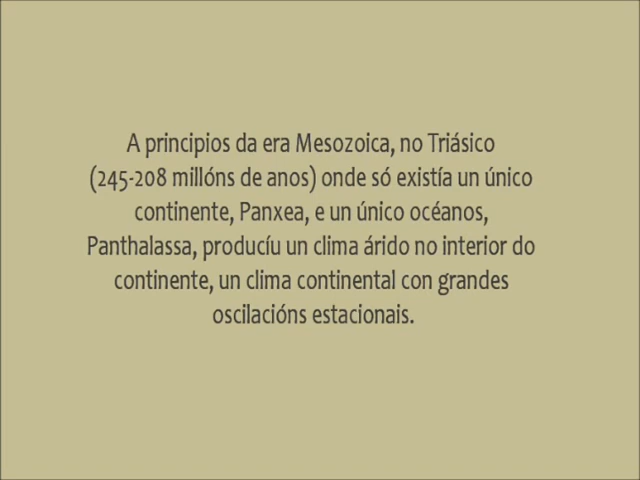 A principios da era Mesozoica, no Triásico
(245-208 millóns de anos) onde só existía un único
continente, Panxea, e un único océanos,
Panthalassa, producíu un clima árido no interior do
continente, un clima continental con grandes
oscilacións estacionais.